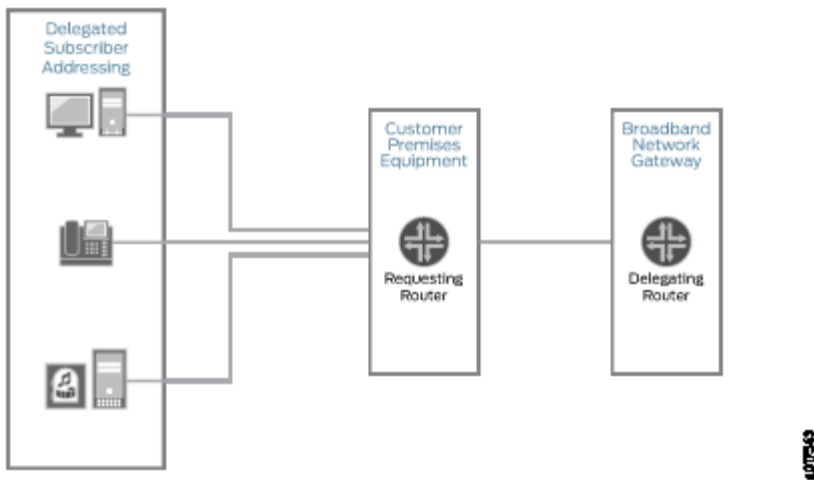 Delegated
Subscriber
Addressing
Customer
Premises
Equipment
Requesting
Router
Broadband
Network
Gateway
Delegating
Router